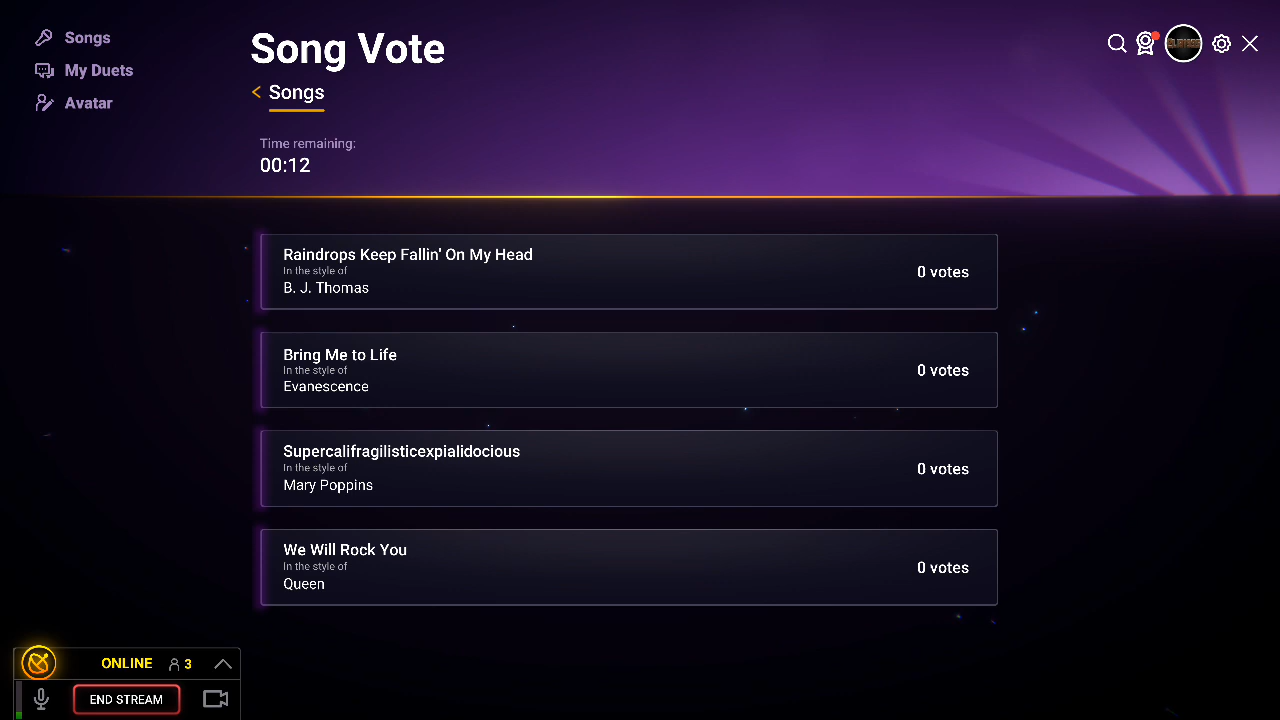 Songs
My Duets
Avatar
Song Vote
< Songs
Time remaining:
00:12
Raindrops Keep Fallin' On My Head
In the style of
B. J. Thomas
0 votes
Bring Me to Life
In the style of
Evanescence
0 votes
Supercalifragilisticexpialidocious
In the style of
Mary Poppins
0 votes
We Will Rock You
In the style of
Queen
0 votes
ONLINE 3
END STREAM